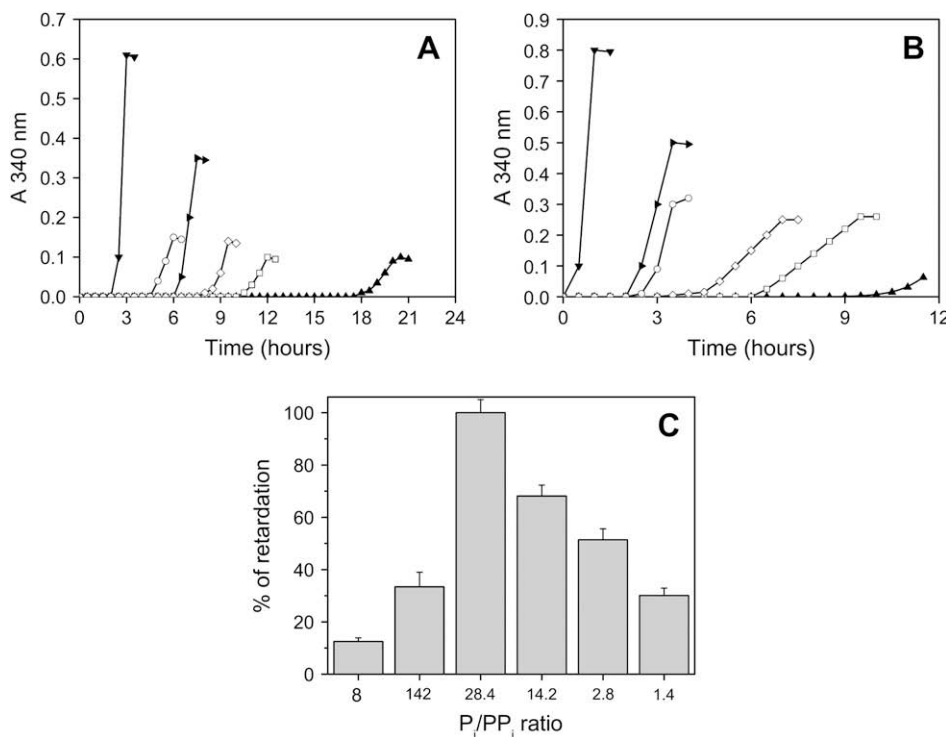 A
A 340 nm
0.7
0.6
0.5
0.4
0.3
0.2
0.1
0.0
0 3 6 9 12 15 18 21 24
Time (hours)
B
A 340 nm
0.9
0.8
0.7
0.6
0.5
0.4
0.3
0.2
0.1
0.0
0 3 6 9 12
Time (hours)
C
% of retardation
100
80
60
40
20
0
8 142 28.4 14.2 2.8 1.4
Pi/PPi ratio